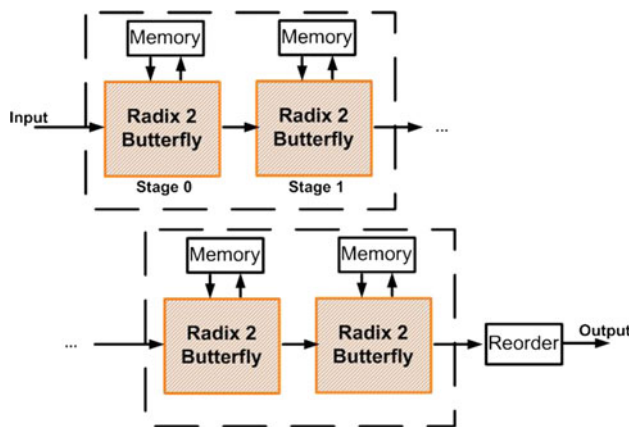 Memory
Memory
Input
Radix 2
Butterfly
Radix 2
Butterfly
...
Stage 0
Stage 1
Memory
Memory
...
Radix 2
Butterfly
Radix 2
Butterfly
Reorder
Output